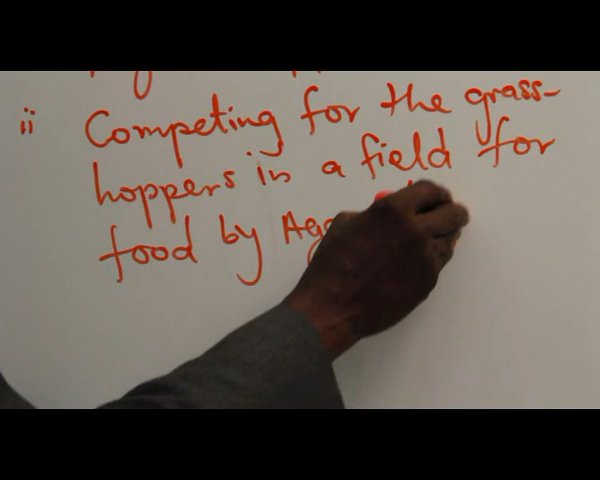 ii Competing for the grass-
hoppers in a field for
food by